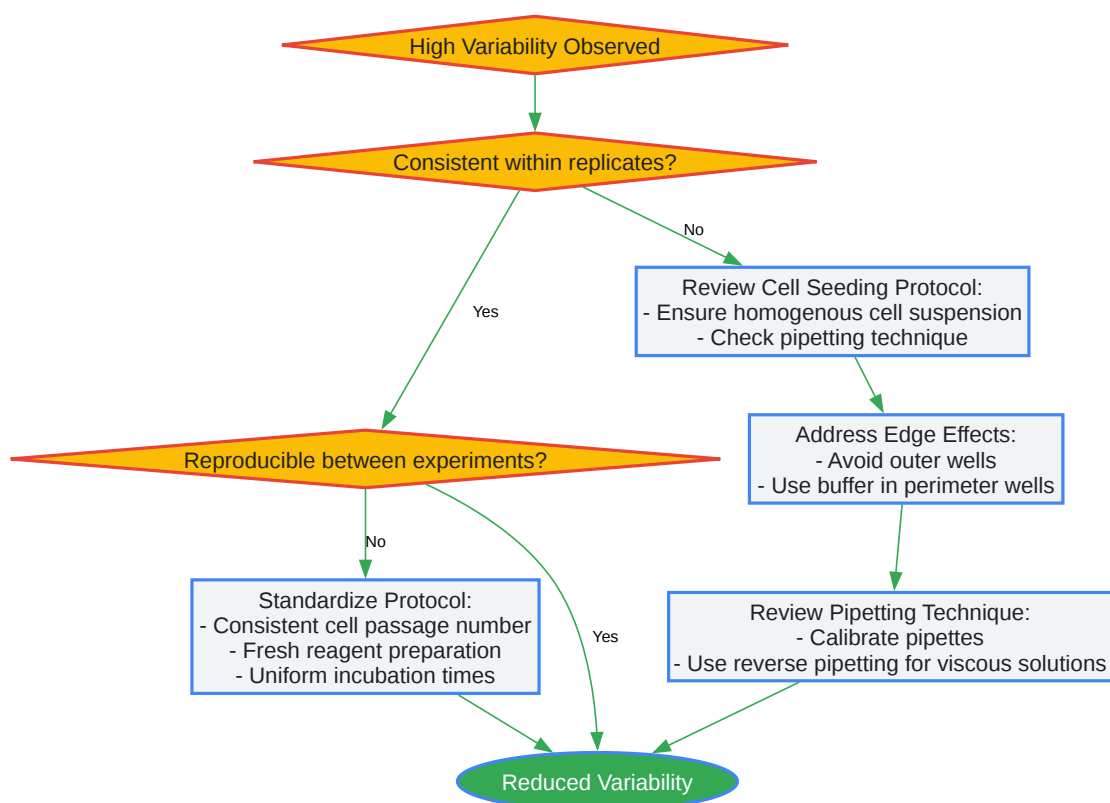 High Variability Observed
Consistent within replicates?
No
Review Cell Seeding Protocol:
- Ensure homogenous cell suspension
- Check pipetting technique
Yes
Address Edge Effects:
- Avoid outer wells
- Use buffer in perimeter wells
Reproducible between experiments?
No
Standardize Protocol:
- Consistent cell passage number
- Fresh reagent preparation
- Uniform incubation times
Yes
Review Pipetting Technique:
- Calibrate pipettes
- Use reverse pipetting for viscous solutions
Reduced Variability